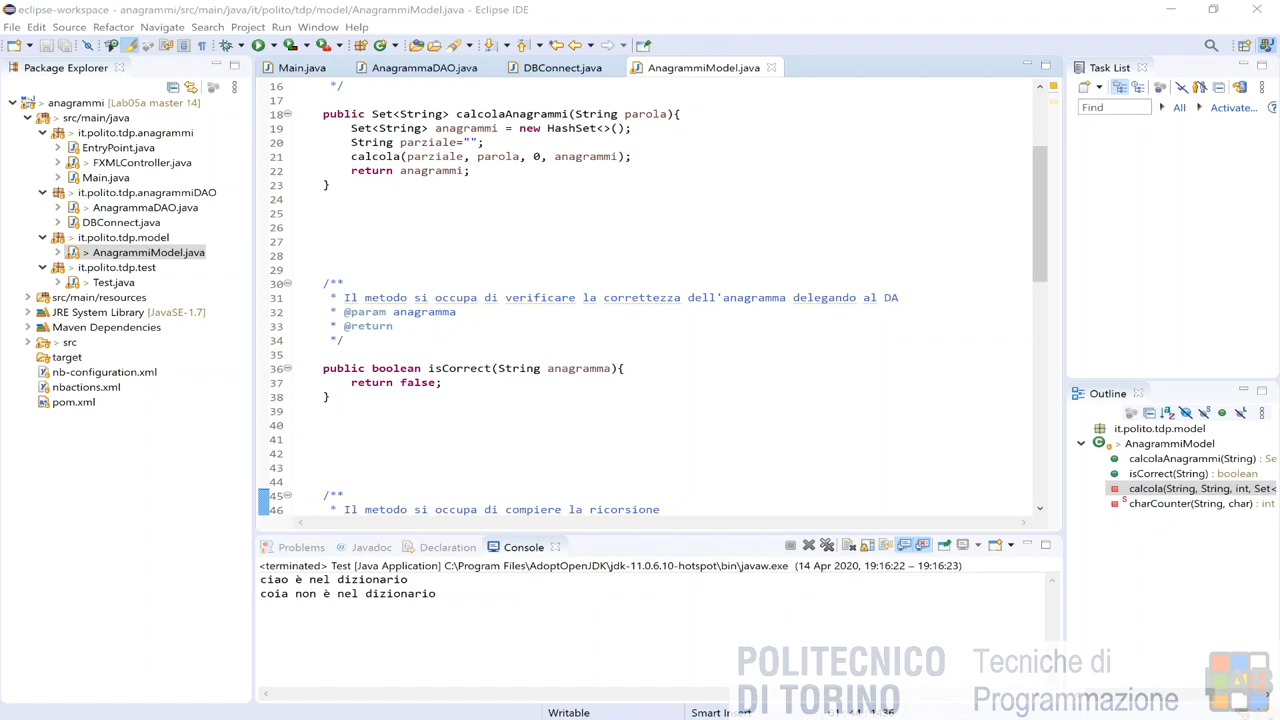 eclipse-workspace - anagrammi/src/main/java/it/polito/tdp/model/AnagrammiModel.java - Eclipse IDE
File Edit Source Refactor Navigate Search Project Run Window Help
Package Explorer
anagrammi [Lab05a master ↑4]
src/main/java
it.polito.tdp.anagrammi
EntryPoint.java
> FXMLController.java
Main.java
it.polito.tdp.anagrammiDAO
> AnagrammaDAO.java
DBConnect.java
> it.polito.tdp.model
> AnagrammiModel.java
> it.polito.tdp.test
> Test.java
src/main/resources
JRE System Library [JavaSE-1.7]
Maven Dependencies
> src
target
nb-configuration.xml
nbactions.xml
pom.xml
Main.java AnagrammaDAO.java DBConnect.java AnagrammiModel.java
16 */
17
18 public Set<String> calcolaAnagrammi(String parola){
19 Set<String> anagrammi = new HashSet<>();
20 String parziale="";
21 calcola(parziale, parola, 0, anagrammi);
22 return anagrammi;
23 }
24
25
26
27
28
29
30 /**
31 * Il metodo si occupa di verificare la correttezza dell'anagramma delegando al DA
32 * @param anagramma
33 * @return
34 */
35
36 public boolean isCorrect(String anagramma){
37 return false;
38 }
39
40
41
42
43
44
45 /**
46 * Il metodo si occupa di compiere la ricorsione
Task List
Find All Activate...
Outline
it.polito.tdp.model
> AnagrammiModel
calcolaAnagrammi(String) : Se
isCorrect(String) : boolean
calcola(String, String, int, Set<
charCounter(String, char) : int
Problems Javadoc Declaration Console
<terminated> Test [Java Application] C:\Program Files\AdoptOpenJDK\jdk-11.0.6.10-hotspot\bin\javaw.exe (14 Apr 2020, 19:16:22 – 19:16:23)
ciao è nel dizionario
coia non è nel dizionario
POLITECNICO
DI TORINO
Tecniche di
Programmazione
Writable Smart Insert